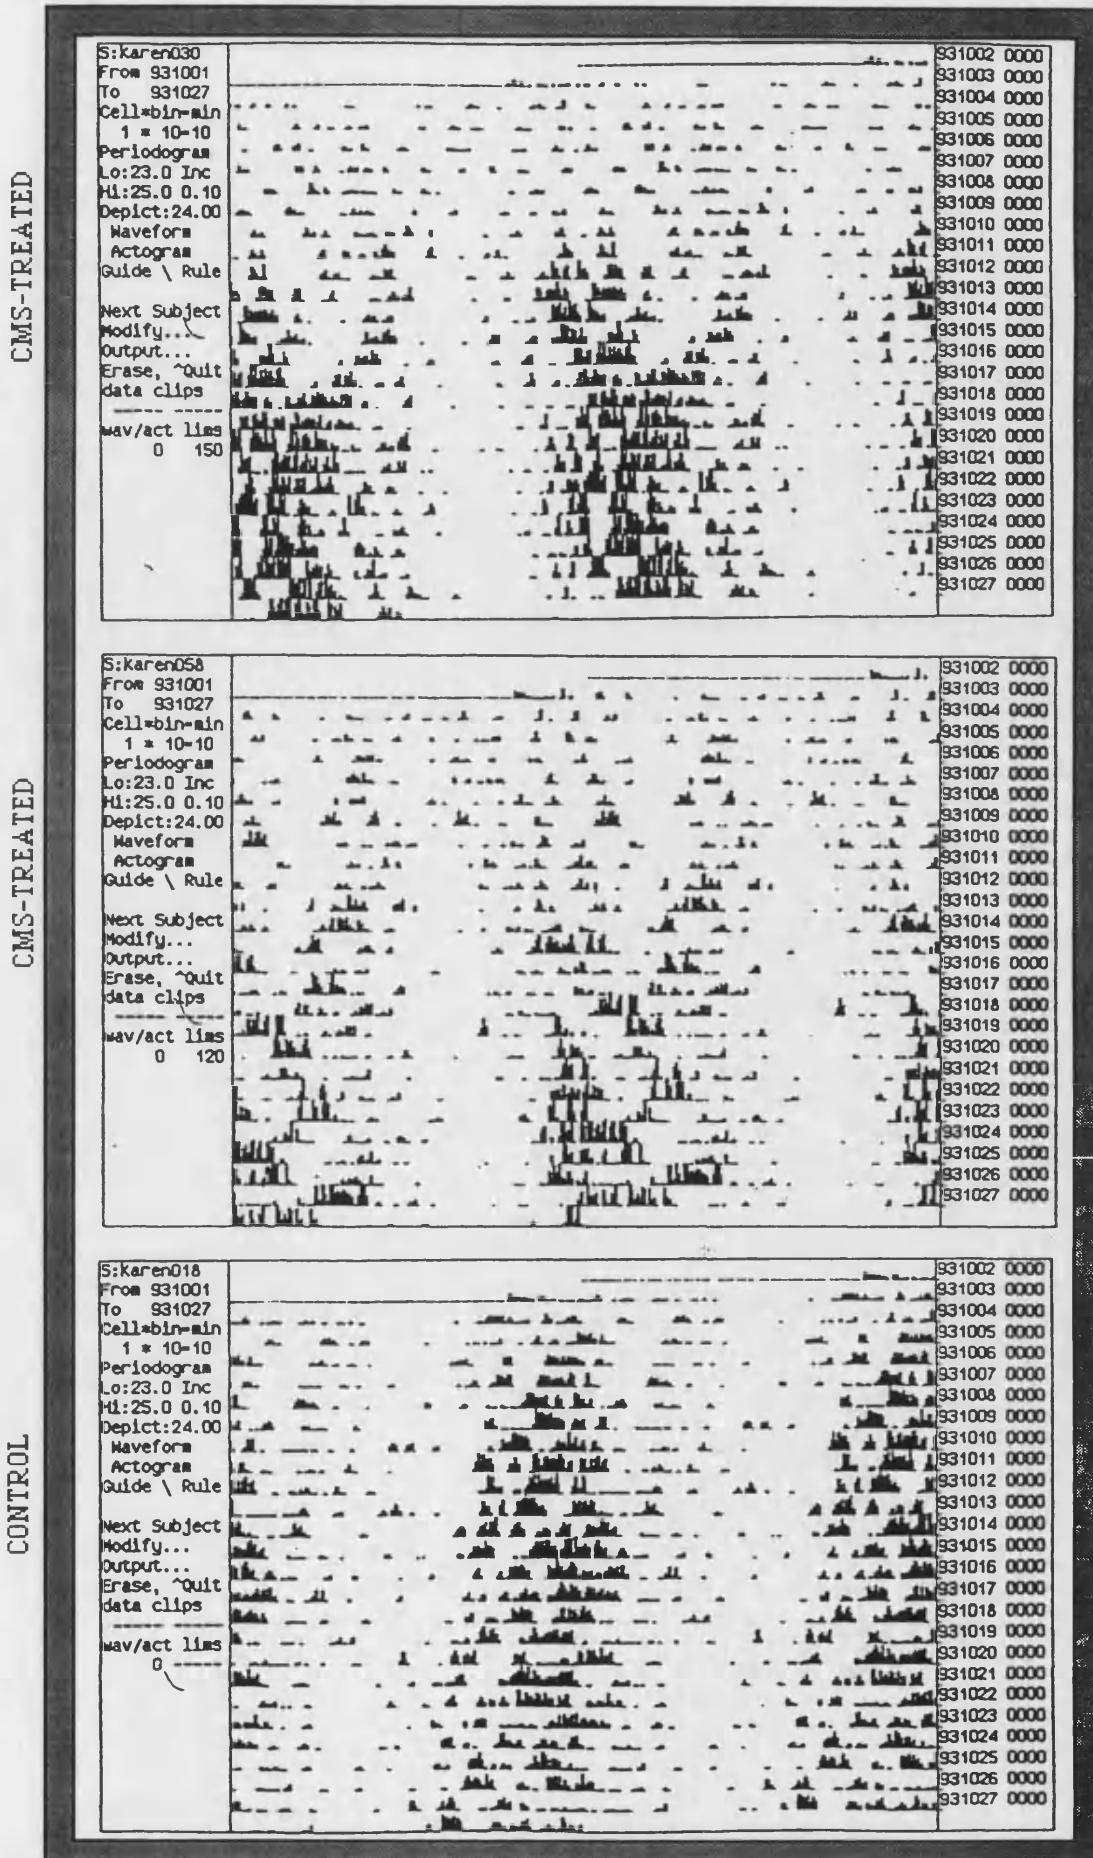 CMS-TREATED
S:Karen030
From 931001
To 931027
Cell*bin=min
1 * 10=10
Periodogram
Lo:23.0 Inc
Hi:25.0 0.10
Depict:24.00
Waveform
Actogram
Guide \ Rule
Next Subject
Modify...
Output...
Erase, ^Quit
data clips
wav/act lims
0 150
931002 0000
931003 0000
931004 0000
931005 0000
931006 0000
931007 0000
931008 0000
931009 0000
931010 0000
931011 0000
931012 0000
931013 0000
931014 0000
931015 0000
931016 0000
931017 0000
931018 0000
931019 0000
931020 0000
931021 0000
931022 0000
931023 0000
931024 0000
931025 0000
931026 0000
931027 0000
CMS-TREATED
S:Karen058
From 931001
To 931027
Cell*bin=min
1 * 10=10
Periodogram
Lo:23.0 Inc
Hi:25.0 0.10
Depict:24.00
Waveform
Actogram
Guide \ Rule
Next Subject
Modify...
Output...
Erase, ^Quit
data clips
wav/act lims
0 120
931002 0000
931003 0000
931004 0000
931005 0000
931006 0000
931007 0000
931008 0000
931009 0000
931010 0000
931011 0000
931012 0000
931013 0000
931014 0000
931015 0000
931016 0000
931017 0000
931018 0000
931019 0000
931020 0000
931021 0000
931022 0000
931023 0000
931024 0000
931025 0000
931026 0000
931027 0000
CONTROL
S:Karen018
From 931001
To 931027
Cell*bin=min
1 * 10=10
Periodogram
Lo:23.0 Inc
Hi:25.0 0.10
Depict:24.00
Waveform
Actogram
Guide \ Rule
Next Subject
Modify...
Output...
Erase, ^Quit
data clips
wav/act lims
0
931002 0000
931003 0000
931004 0000
931005 0000
931006 0000
931007 0000
931008 0000
931009 0000
931010 0000
931011 0000
931012 0000
931013 0000
931014 0000
931015 0000
931016 0000
931017 0000
931018 0000
931019 0000
931020 0000
931021 0000
931022 0000
931023 0000
931024 0000
931025 0000
931026 0000
931027 0000